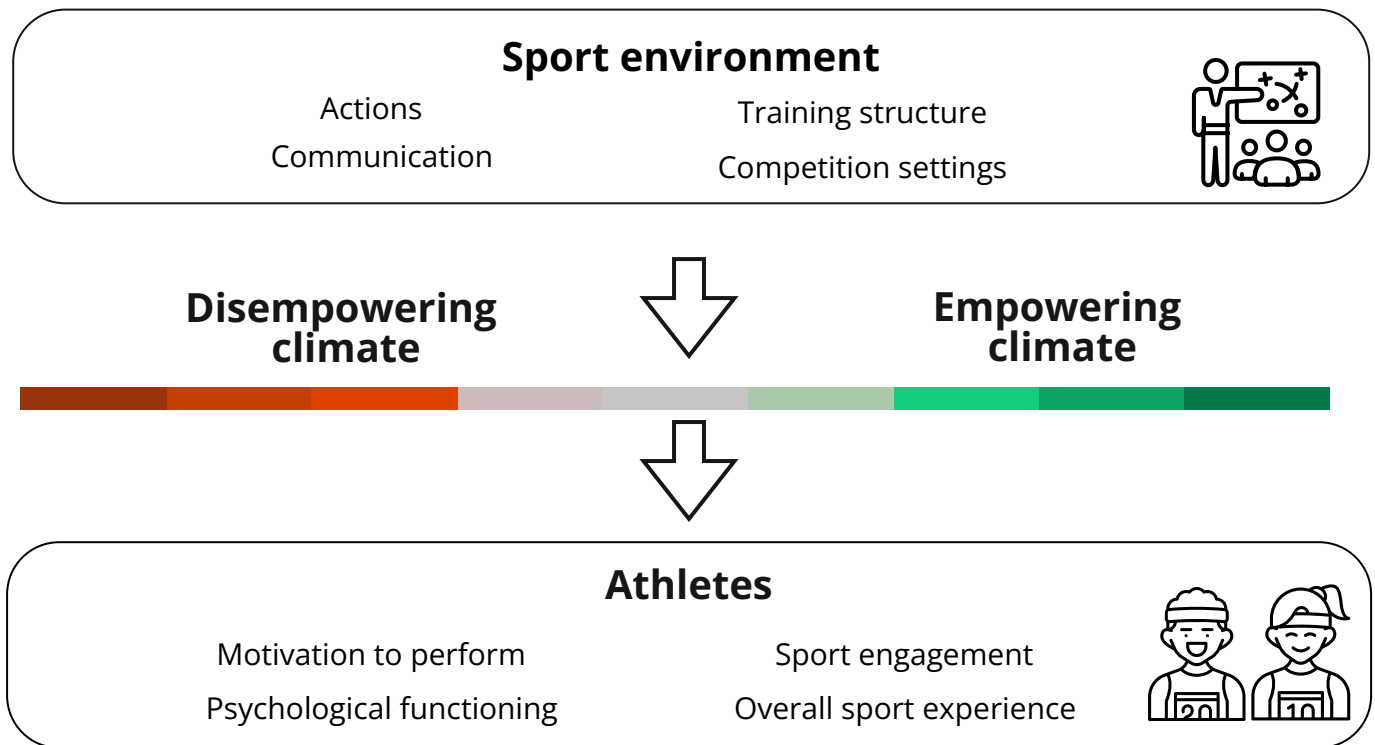 Sport environment
Actions
Training structure
Communication
Competition settings
Disempowering
climate
Empowering
climate
Athletes
Motivation to perform
Sport engagement
Psychological functioning
Overall sport experience
20
10